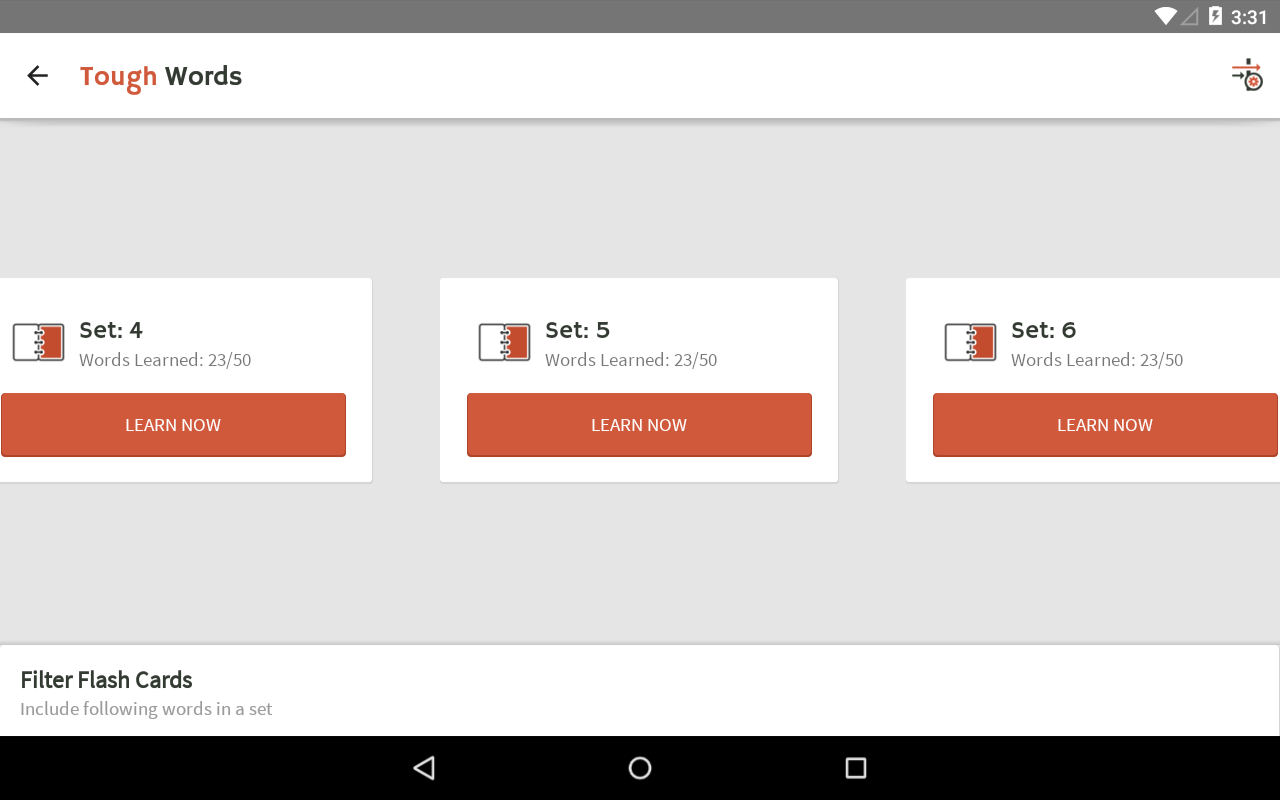 3:31
Tough Words
Set: 4
Words Learned: 23/50
LEARN NOW
Set: 5
Words Learned: 23/50
LEARN NOW
Set: 6
Words Learned: 23/50
LEARN NOW
Filter Flash Cards
Include following words in a set